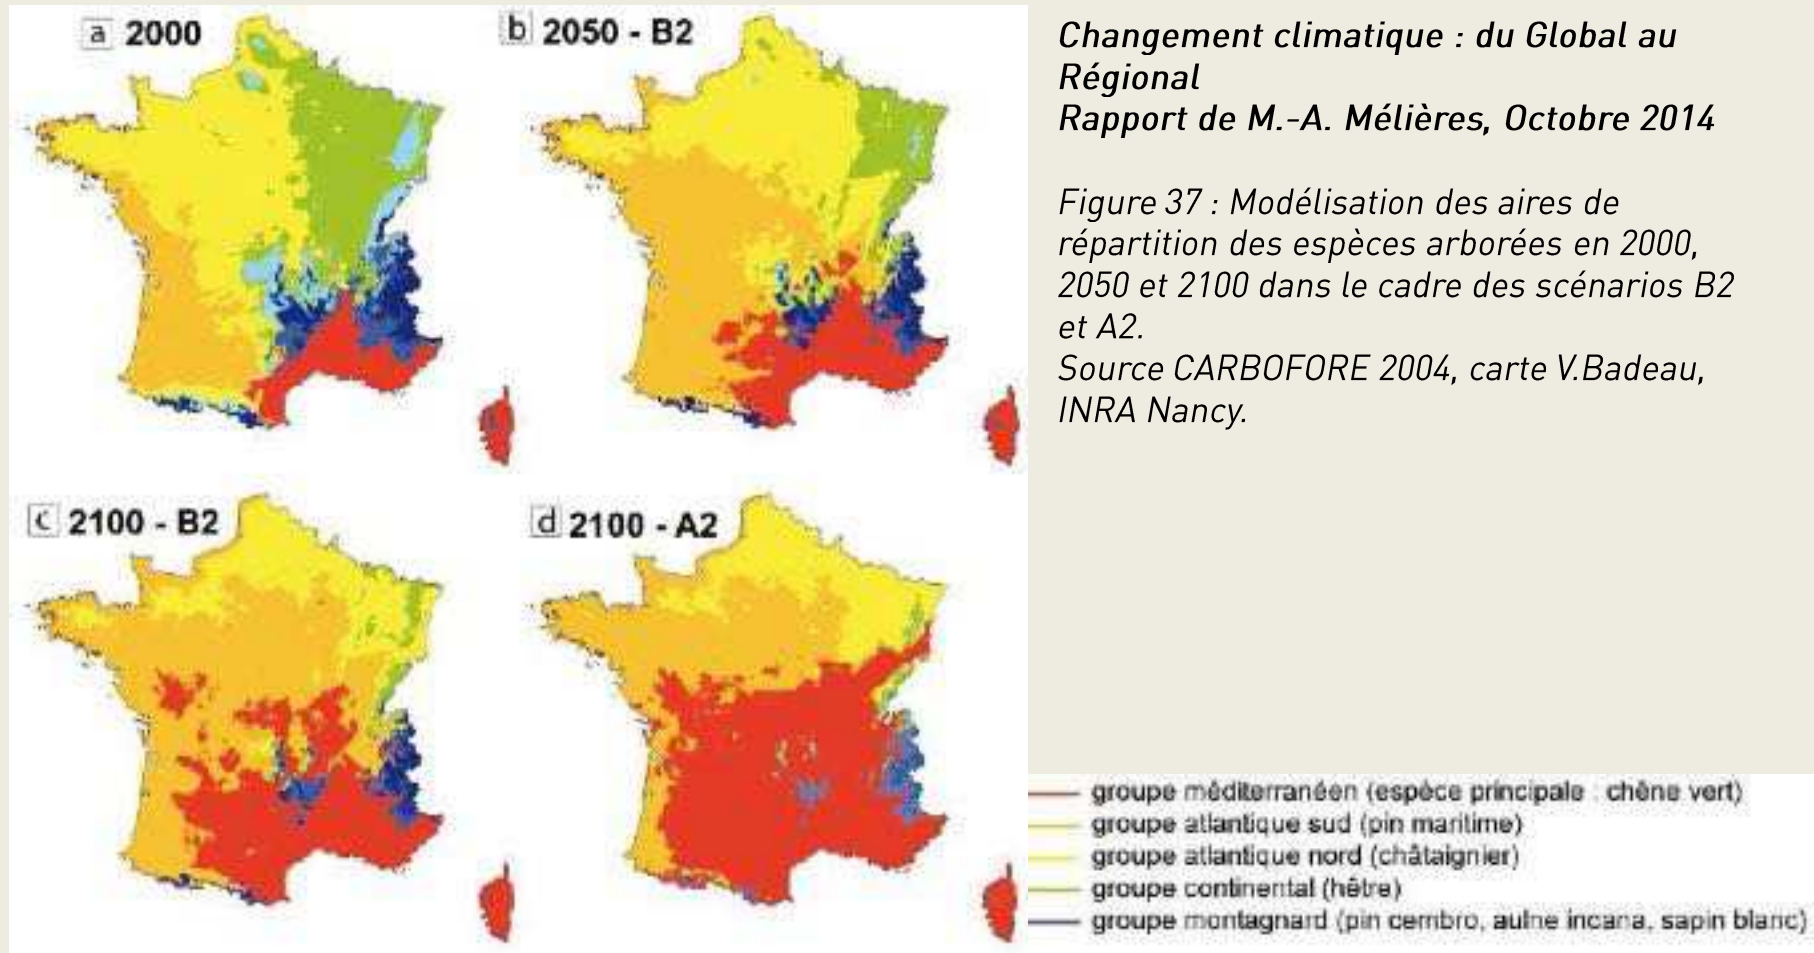 a 2000
b 2050 - B2
c 2100 - B2
d 2100 - A2
Changement climatique : du Global au
Régional
Rapport de M.-A. Mélières, Octobre 2014
Figure 37 : Modélisation des aires de
répartition des espèces arborées en 2000,
2050 et 2100 dans le cadre des scénarios B2
et A2.
Source CARBOFORE 2004, carte V.Badeau,
INRA Nancy.
groupe méditerranéen (espèce principale : chêne vert)
groupe atlantique sud (pin maritime)
groupe atlantique nord (châtaignier)
groupe continental (hêtre)
groupe montagnard (pin cembro, aulne incana, sapin blanc)